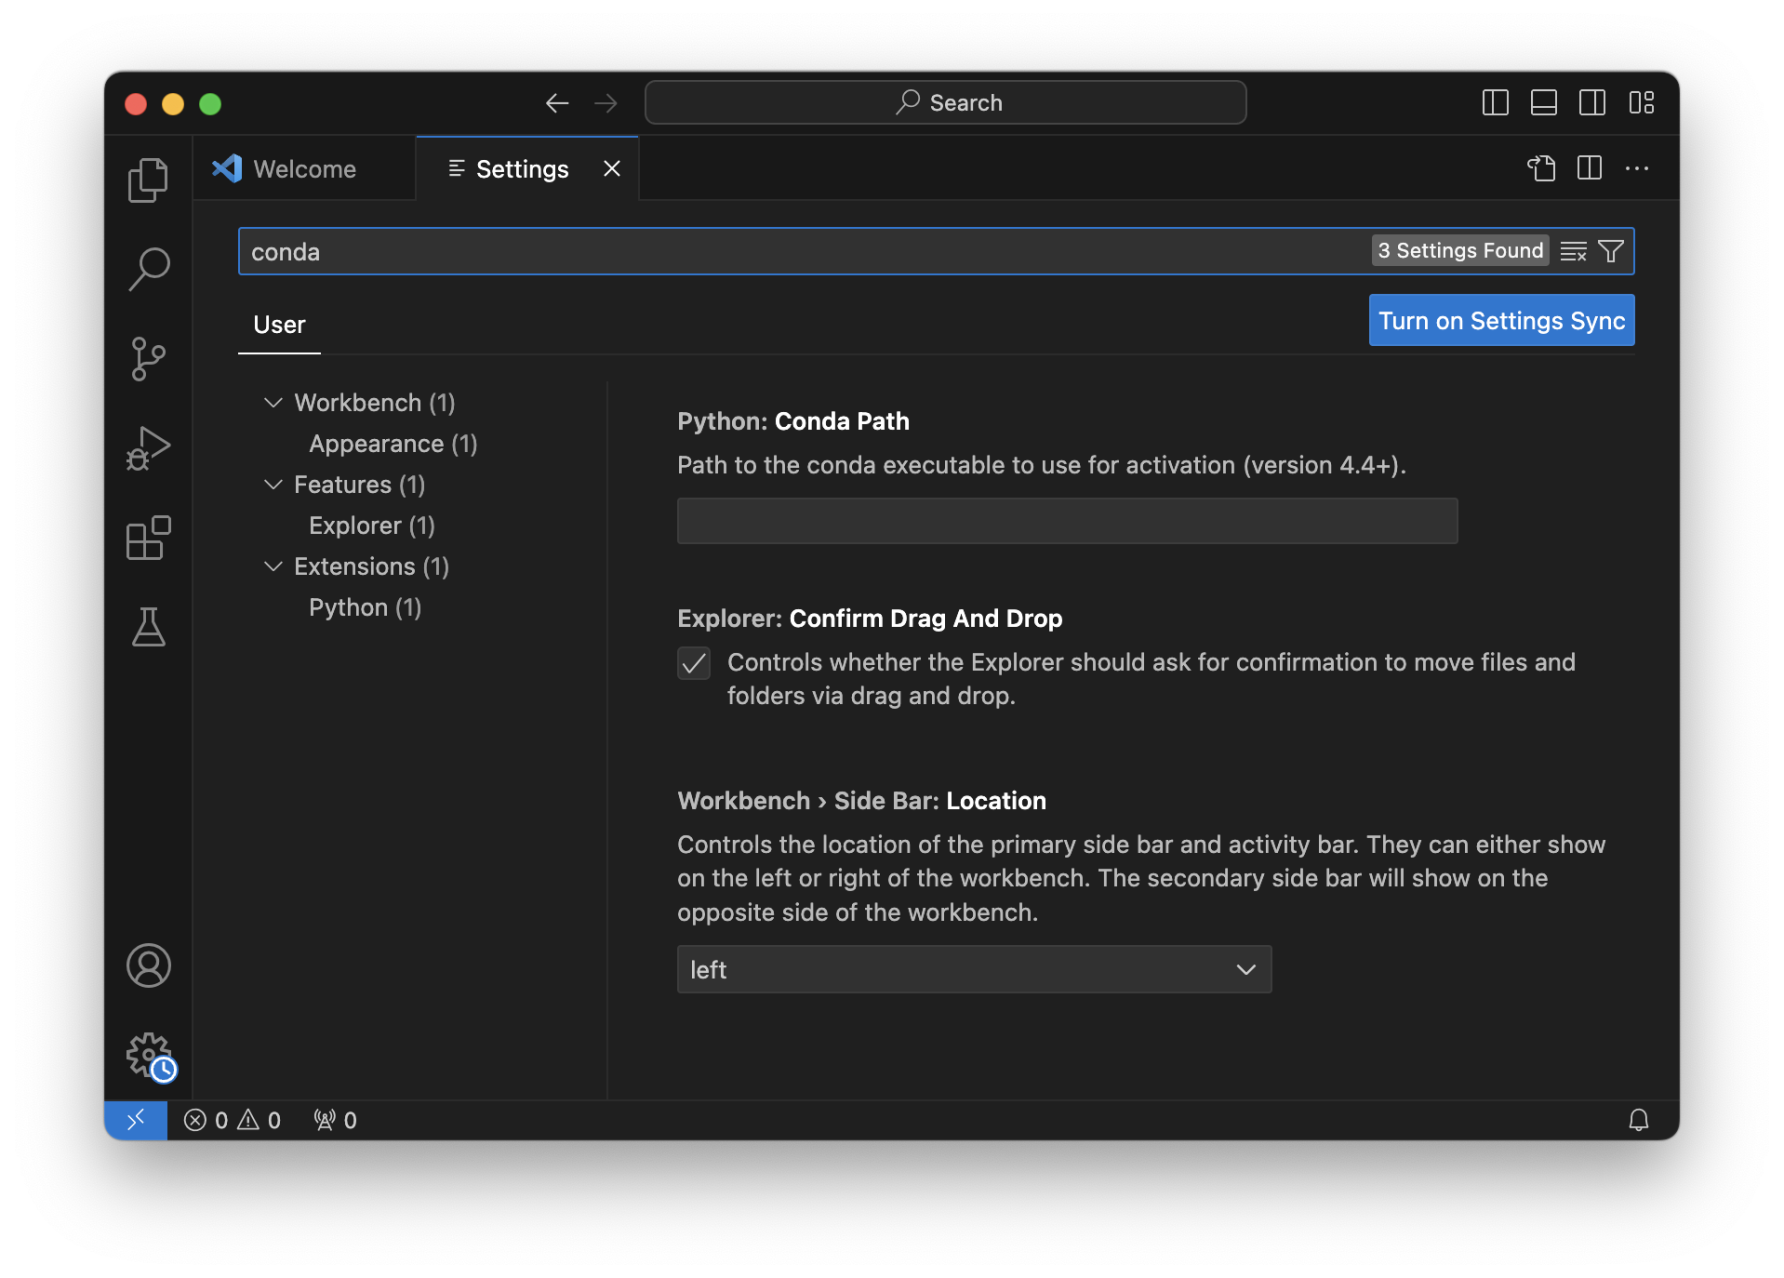 Search
Welcome
Settings
conda
3 Settings Found
User
Turn on Settings Sync
Workbench (1)
Appearance (1)
Features (1)
Explorer (1)
Extensions (1)
Python (1)
Python: Conda Path
Path to the conda executable to use for activation (version 4.4+).
Explorer: Confirm Drag And Drop
Controls whether the Explorer should ask for confirmation to move files and
folders via drag and drop.
Workbench › Side Bar: Location
Controls the location of the primary side bar and activity bar. They can either show
on the left or right of the workbench. The secondary side bar will show on the
opposite side of the workbench.
left
0 0 0